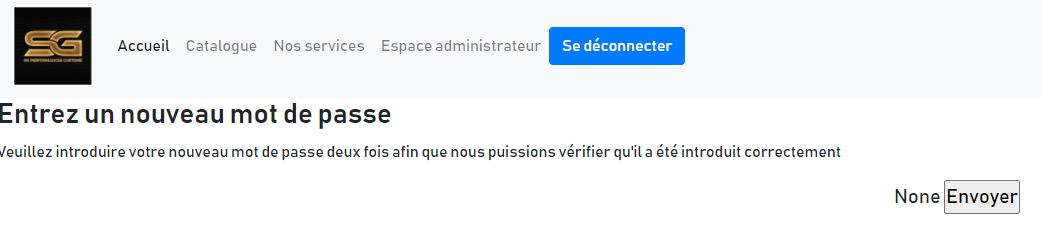 SG
Accueil Catalogue Nos services Espace administrateur Se déconnecter
Entrez un nouveau mot de passe
Veuillez introduire votre nouveau mot de passe deux fois afin que nous puissions vérifier qu'il a été introduit correctement
None Envoyer